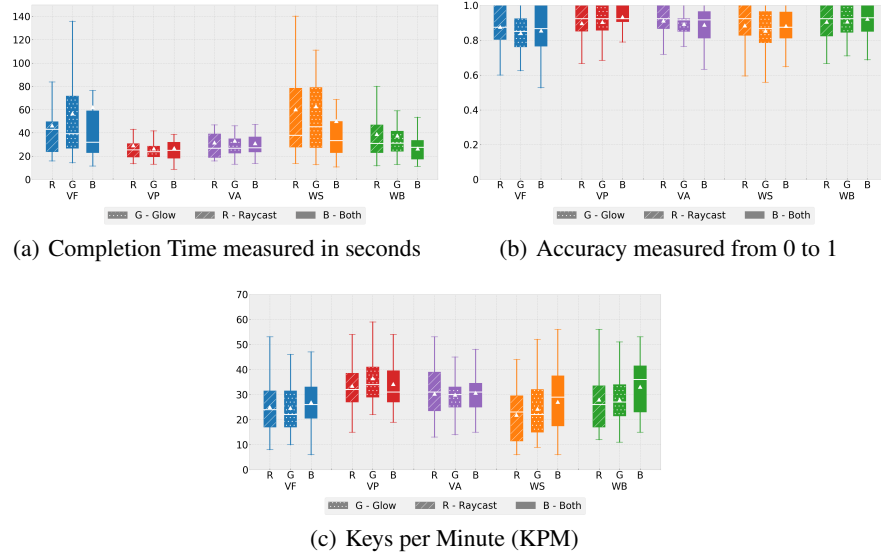 140
120
100
80
60
40
20
0
R G B R G B R G B R G B R G B
VF VP VA WS WB
G - Glow R - Raycast B - Both
(a) Completion Time measured in seconds
1.0
0.8
0.6
0.4
0.2
0.0
R G B R G B R G B R G B R G B
VF VP VA WS WB
G - Glow R - Raycast B - Both
(b) Accuracy measured from 0 to 1
70
60
50
40
30
20
10
0
R G B R G B R G B R G B R G B
VF VP VA WS WB
G - Glow R - Raycast B - Both
(c) Keys per Minute (KPM)